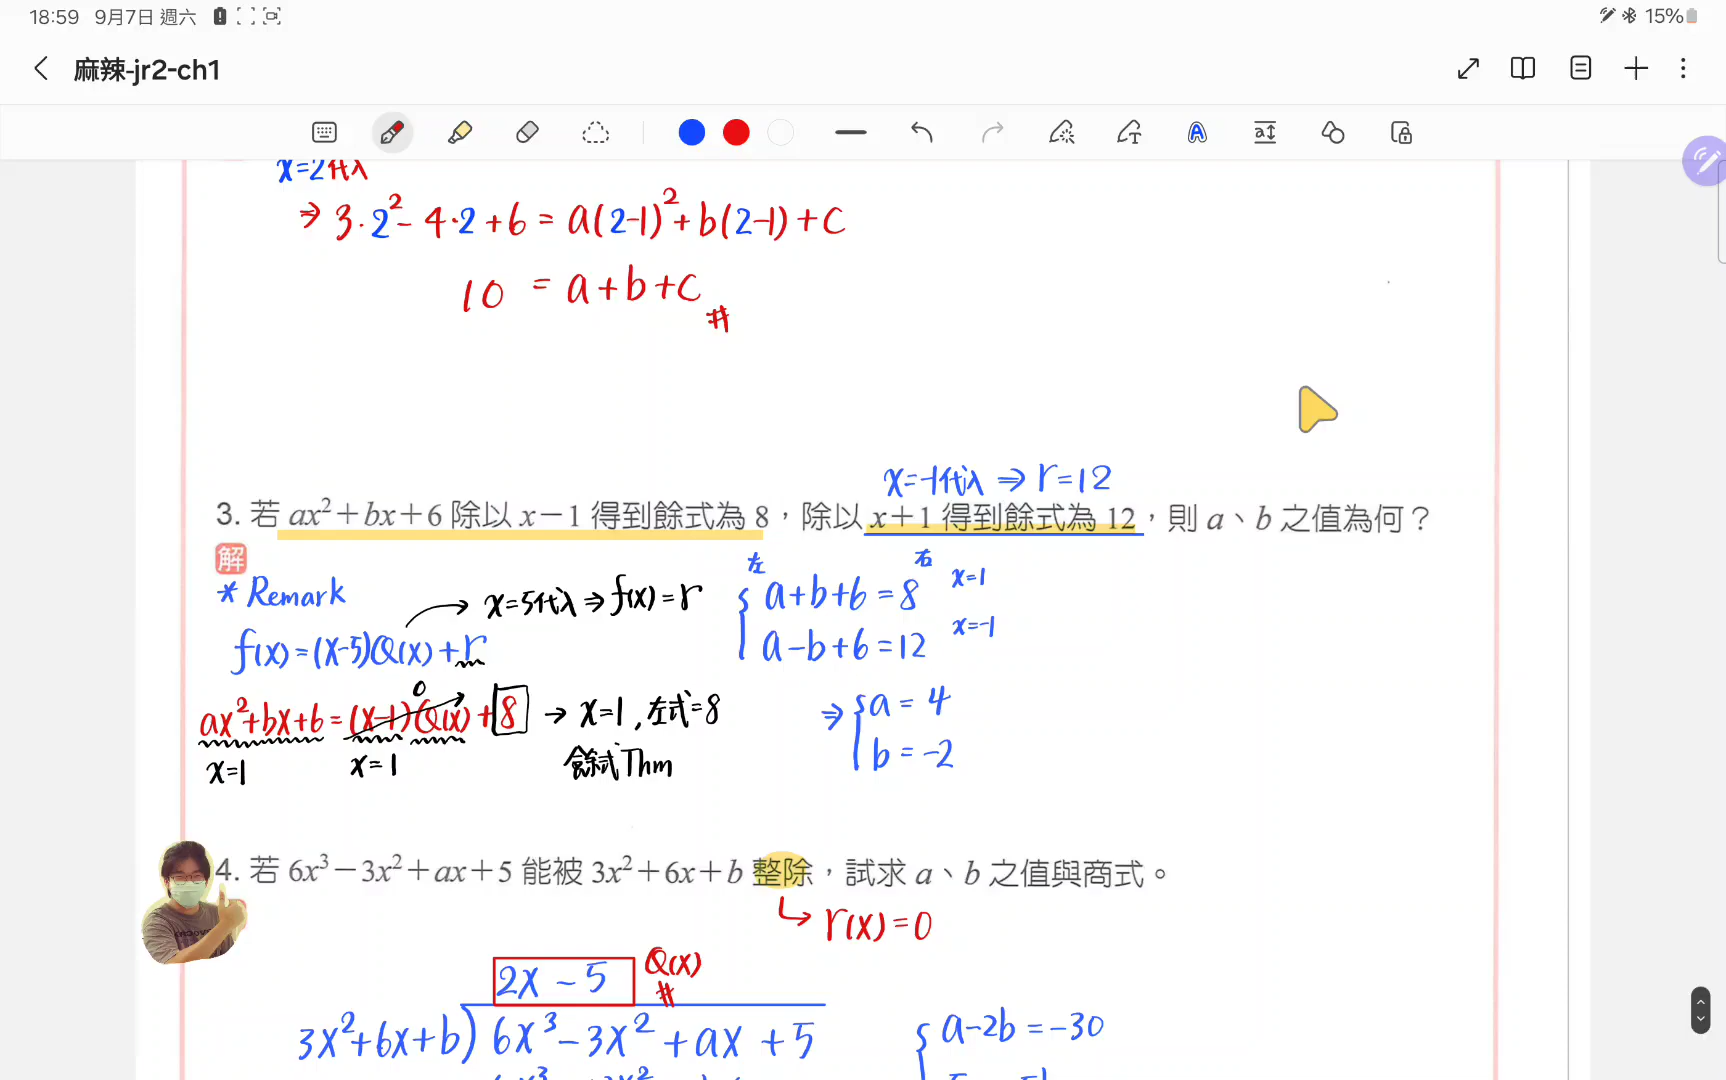 18:59 9月7日 週六
15%
麻辣-jr2-ch1
x=2代入
⇒ 3·2²-4·2+6=a(2-1)²+b(2-1)+c
10 = a+b+c
#
x=-1代入 ⇒ r=12
3. 若 ax²+bx+6 除以 x-1 得到餘式為 8，除以 x+1 得到餘式為 12，則 a、b 之值為何？
解
* Remark
→ x=5代入 ⇒ f(x)=r
f(x)=(x-5)Q(x)+r
ax²+bx+6=(x-1)Q(x)+8 → x=1, 左式=8
0
x=1 x=1 餘式Thm
左 右
a+b+6=8 x=1
a-b+6=12 x=-1
⇒ a=4
b=-2
4. 若 6x³-3x²+ax+5 能被 3x²+6x+b 整除，試求 a、b 之值與商式。
↳ r(x)=0
2x-5 Q(x)
#
3x²+6x+b) 6x³-3x²+ax+5
a-2b=-30